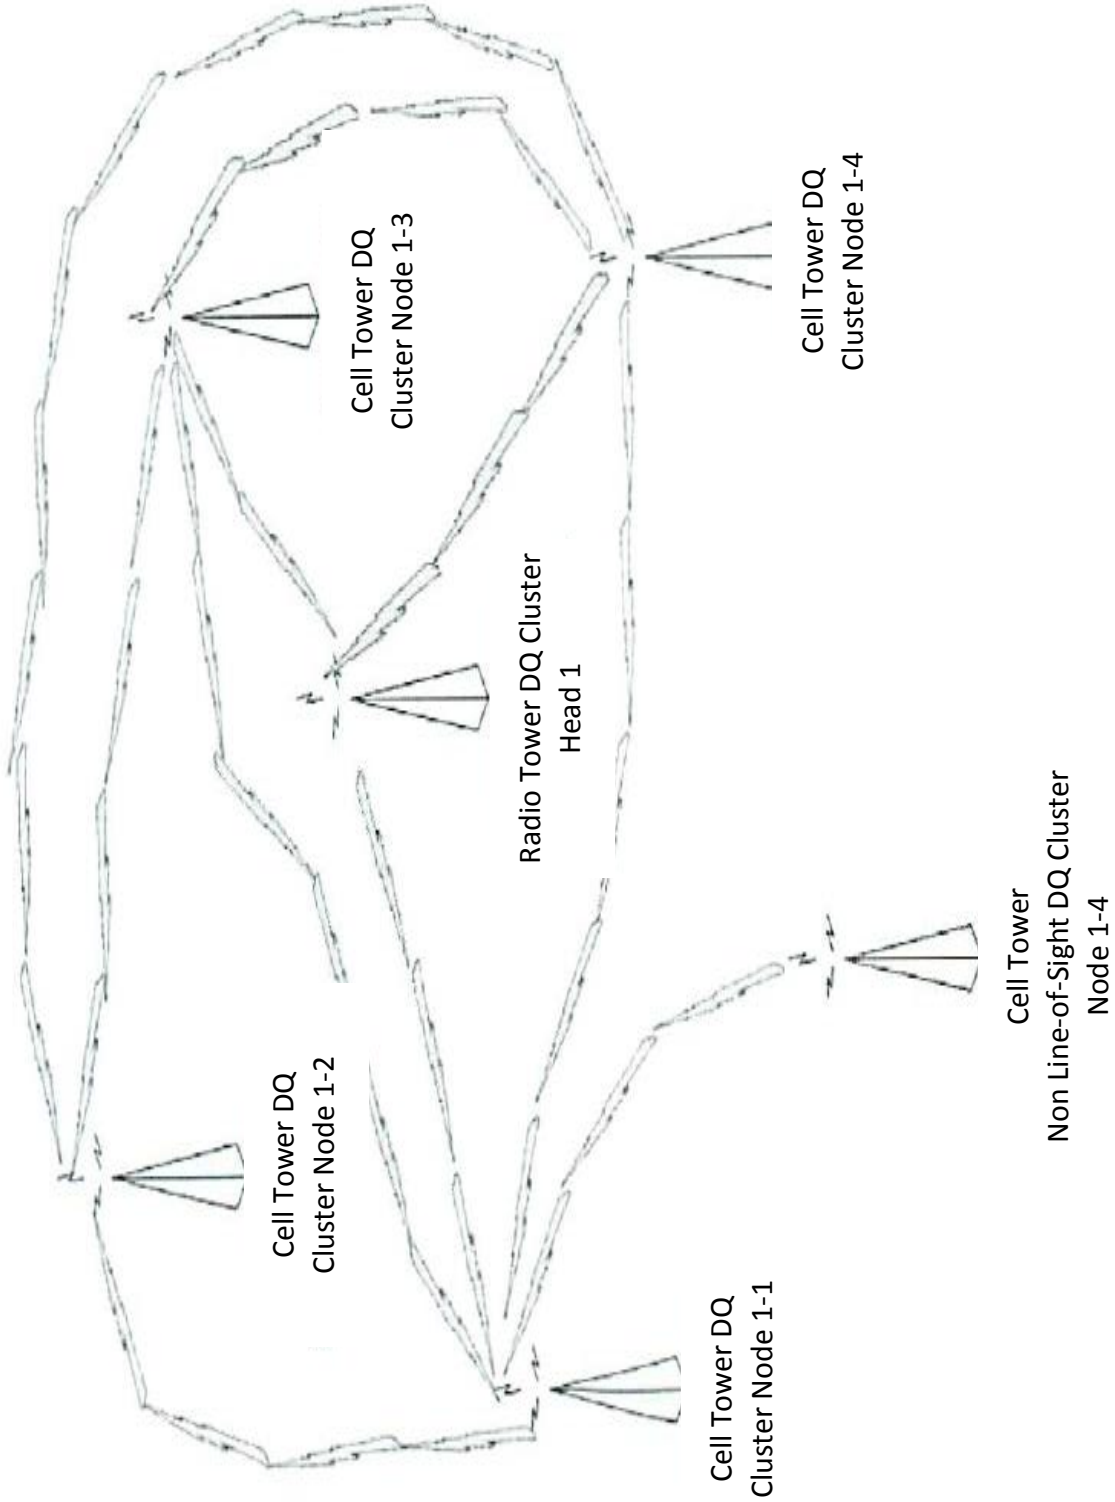 Cell Tower DQ
Cluster Node 1-2
Cell Tower DQ
Cluster Node 1-3
Radio Tower DQ Cluster
Head 1
Cell Tower DQ
Cluster Node 1-1
Cell Tower DQ
Cluster Node 1-4
Cell Tower
Non Line-of-Sight DQ Cluster
Node 1-4